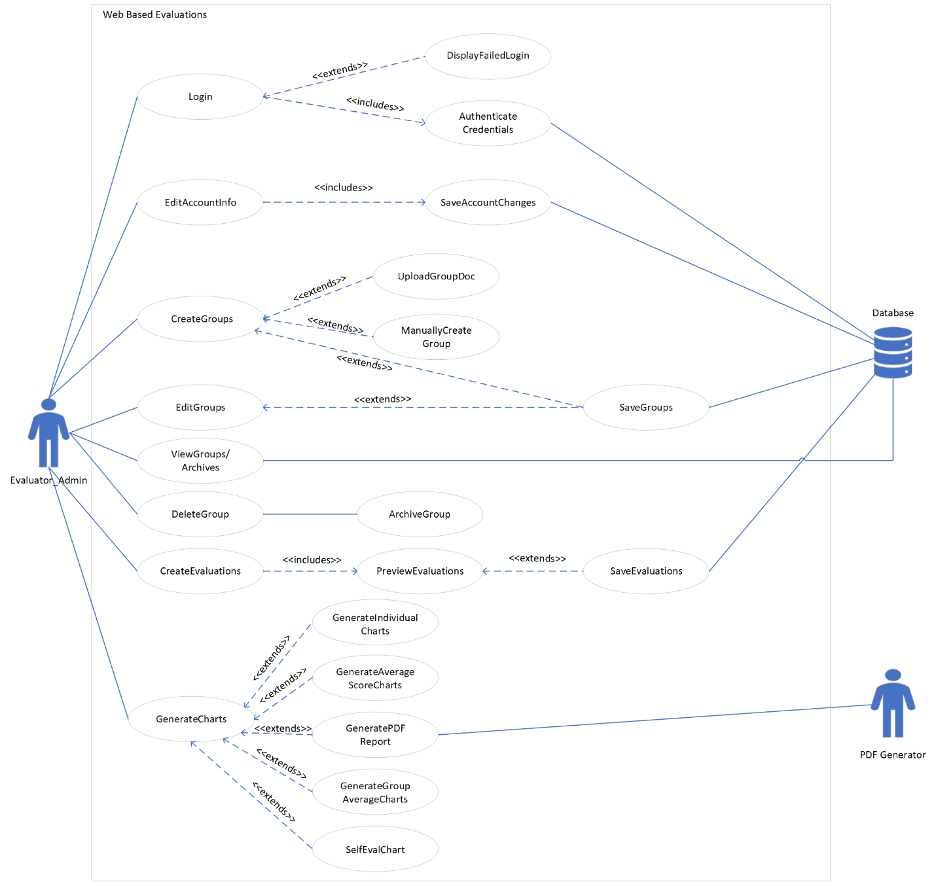 Web Based Evaluations
DisplayFailedLogin
<<extends>>
Login
<<includes>>
Authenticate
Credentials
<<includes>>
EditAccountInfo
SaveAccountChanges
UploadGroupDoc
<<extends>>
Database
CreateGroups
<<extends>>
ManuallyCreate
Group
<<extends>>
EditGroups
<<extends>>
SaveGroups
ViewGroups/
Archives
Evaluator_Admin
DeleteGroup
ArchiveGroup
<<includes>>
<<extends>>
CreateEvaluations
PreviewEvaluations
SaveEvaluations
GenerateIndividual
Charts
<<extends>>
GenerateAverage
ScoreCharts
<<extends>>
GenerateCharts
<<extends>>
GeneratePDF
Report
PDF Generator
<<extends>>
GenerateGroup
AverageCharts
<<extends>>
SelfEvalChart